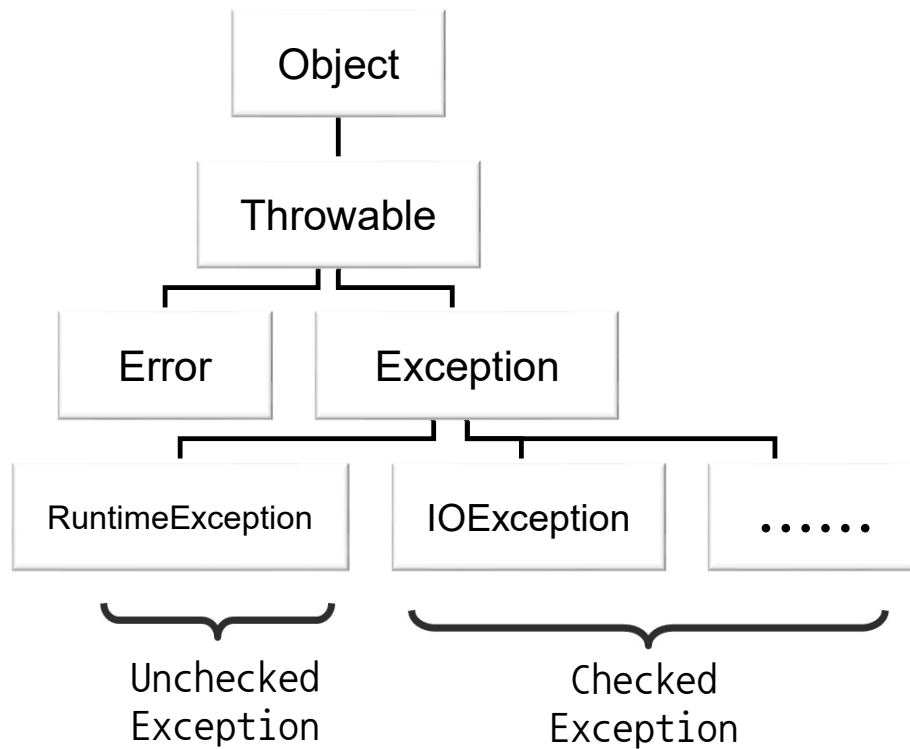 Object
Throwable
Error
Exception
RuntimeException
IOException
......
Unchecked
Exception
Checked
Exception